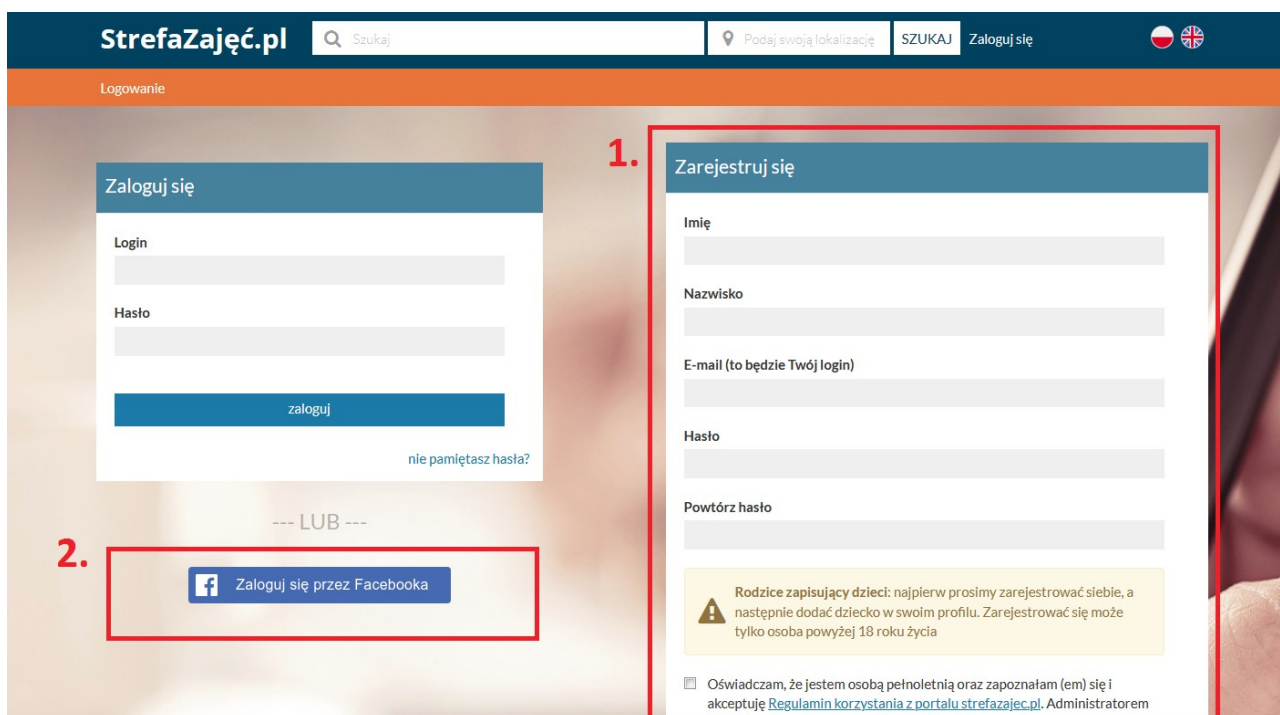 StrefaZajęć.pl
Szukaj
Podaj swoją lokalizację
SZUKAJ
Zaloguj się
Logowanie
Zaloguj się
Login
Hasło
zaloguj
nie pamiętasz hasła?
--- LUB ---
2.
Zaloguj się przez Facebooka
1.
Zarejestruj się
Imię
Nazwisko
E-mail (to będzie Twój login)
Hasło
Powtórz hasło
Rodzice zapisujący dzieci: najpierw prosimy zarejestrować siebie, a
następnie dodać dziecko w swoim profilu. Zarejestrować się może
tylko osoba powyżej 18 roku życia
Oświadczam, że jestem osobą pełnoletnią oraz zapoznałam (em) się i
akceptuję Regulamin korzystania z portalu strefazajec.pl. Administratorem